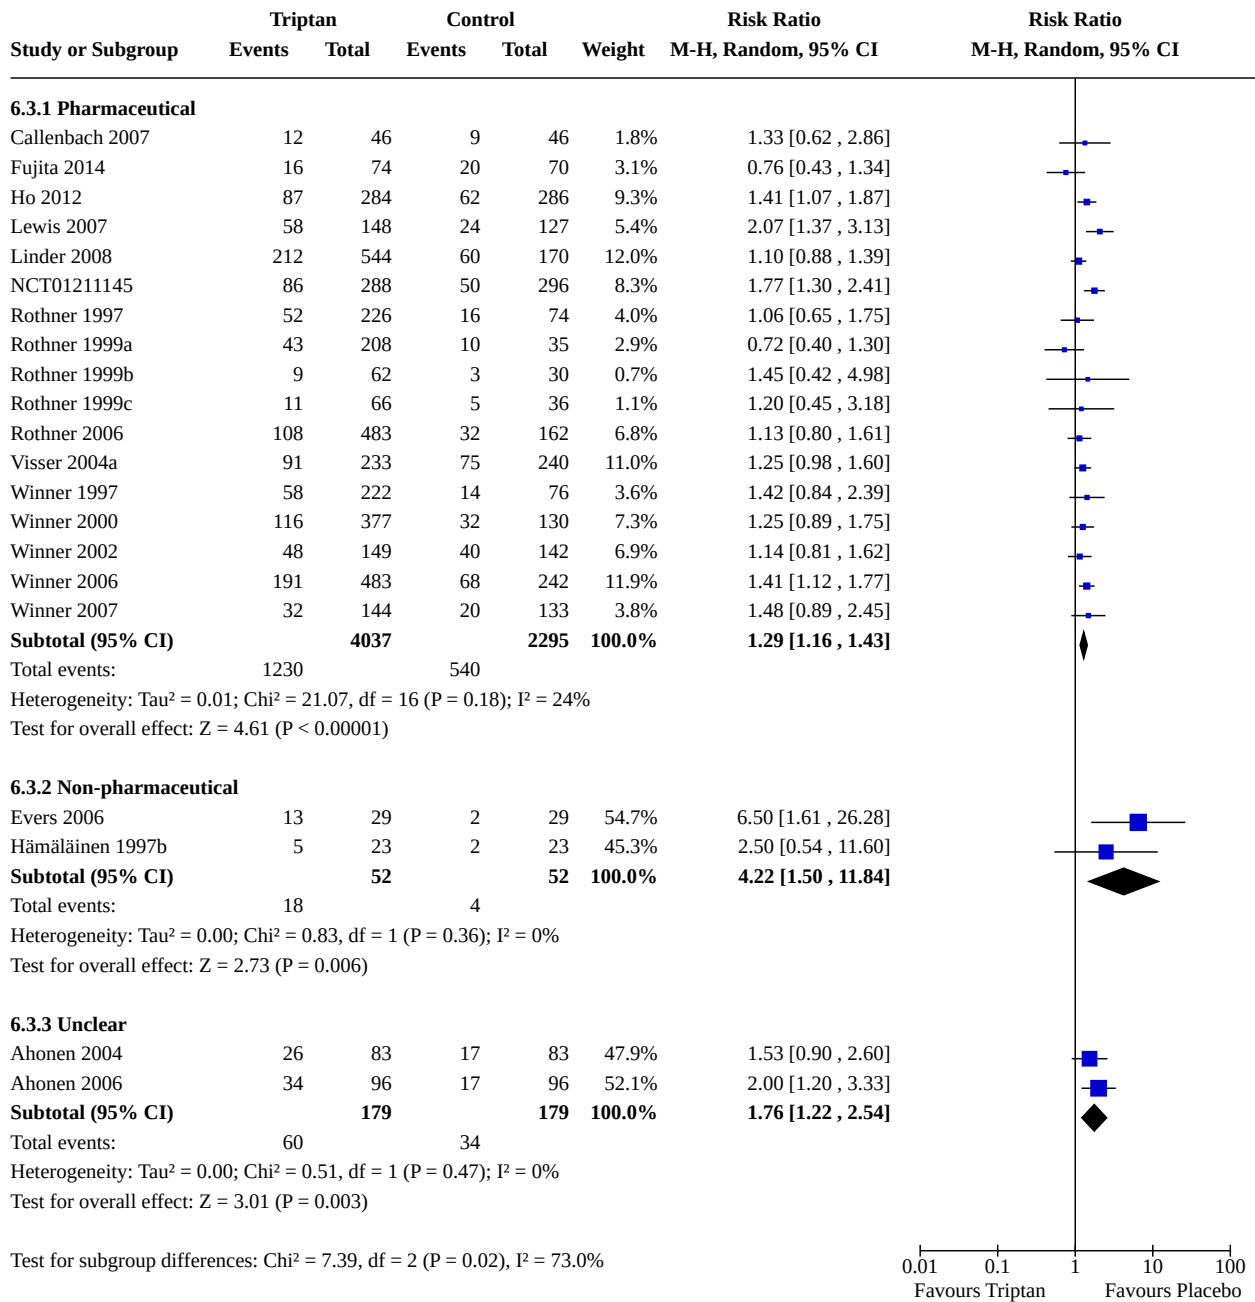 Triptan Control Risk Ratio Risk Ratio
Study or Subgroup Events Total Events Total Weight M-H, Random, 95% CI M-H, Random, 95% CI
6.3.1 Pharmaceutical
Callenbach 2007 12 46 9 46 1.8% 1.33 [0.62 , 2.86]
Fujita 2014 16 74 20 70 3.1% 0.76 [0.43 , 1.34]
Ho 2012 87 284 62 286 9.3% 1.41 [1.07 , 1.87]
Lewis 2007 58 148 24 127 5.4% 2.07 [1.37 , 3.13]
Linder 2008 212 544 60 170 12.0% 1.10 [0.88 , 1.39]
NCT01211145 86 288 50 296 8.3% 1.77 [1.30 , 2.41]
Rothner 1997 52 226 16 74 4.0% 1.06 [0.65 , 1.75]
Rothner 1999a 43 208 10 35 2.9% 0.72 [0.40 , 1.30]
Rothner 1999b 9 62 3 30 0.7% 1.45 [0.42 , 4.98]
Rothner 1999c 11 66 5 36 1.1% 1.20 [0.45 , 3.18]
Rothner 2006 108 483 32 162 6.8% 1.13 [0.80 , 1.61]
Visser 2004a 91 233 75 240 11.0% 1.25 [0.98 , 1.60]
Winner 1997 58 222 14 76 3.6% 1.42 [0.84 , 2.39]
Winner 2000 116 377 32 130 7.3% 1.25 [0.89 , 1.75]
Winner 2002 48 149 40 142 6.9% 1.14 [0.81 , 1.62]
Winner 2006 191 483 68 242 11.9% 1.41 [1.12 , 1.77]
Winner 2007 32 144 20 133 3.8% 1.48 [0.89 , 2.45]
Subtotal (95% CI) 4037 2295 100.0% 1.29 [1.16 , 1.43]
Total events: 1230 540
Heterogeneity: Tau² = 0.01; Chi² = 21.07, df = 16 (P = 0.18); I² = 24%
Test for overall effect: Z = 4.61 (P < 0.00001)
6.3.2 Non-pharmaceutical
Evers 2006 13 29 2 29 54.7% 6.50 [1.61 , 26.28]
Hämäläinen 1997b 5 23 2 23 45.3% 2.50 [0.54 , 11.60]
Subtotal (95% CI) 52 52 100.0% 4.22 [1.50 , 11.84]
Total events: 18 4
Heterogeneity: Tau² = 0.00; Chi² = 0.83, df = 1 (P = 0.36); I² = 0%
Test for overall effect: Z = 2.73 (P = 0.006)
6.3.3 Unclear
Ahonen 2004 26 83 17 83 47.9% 1.53 [0.90 , 2.60]
Ahonen 2006 34 96 17 96 52.1% 2.00 [1.20 , 3.33]
Subtotal (95% CI) 179 179 100.0% 1.76 [1.22 , 2.54]
Total events: 60 34
Heterogeneity: Tau² = 0.00; Chi² = 0.51, df = 1 (P = 0.47); I² = 0%
Test for overall effect: Z = 3.01 (P = 0.003)
Test for subgroup differences: Chi² = 7.39, df = 2 (P = 0.02), I² = 73.0%
0.01 0.1 1 10 100
Favours Triptan Favours Placebo